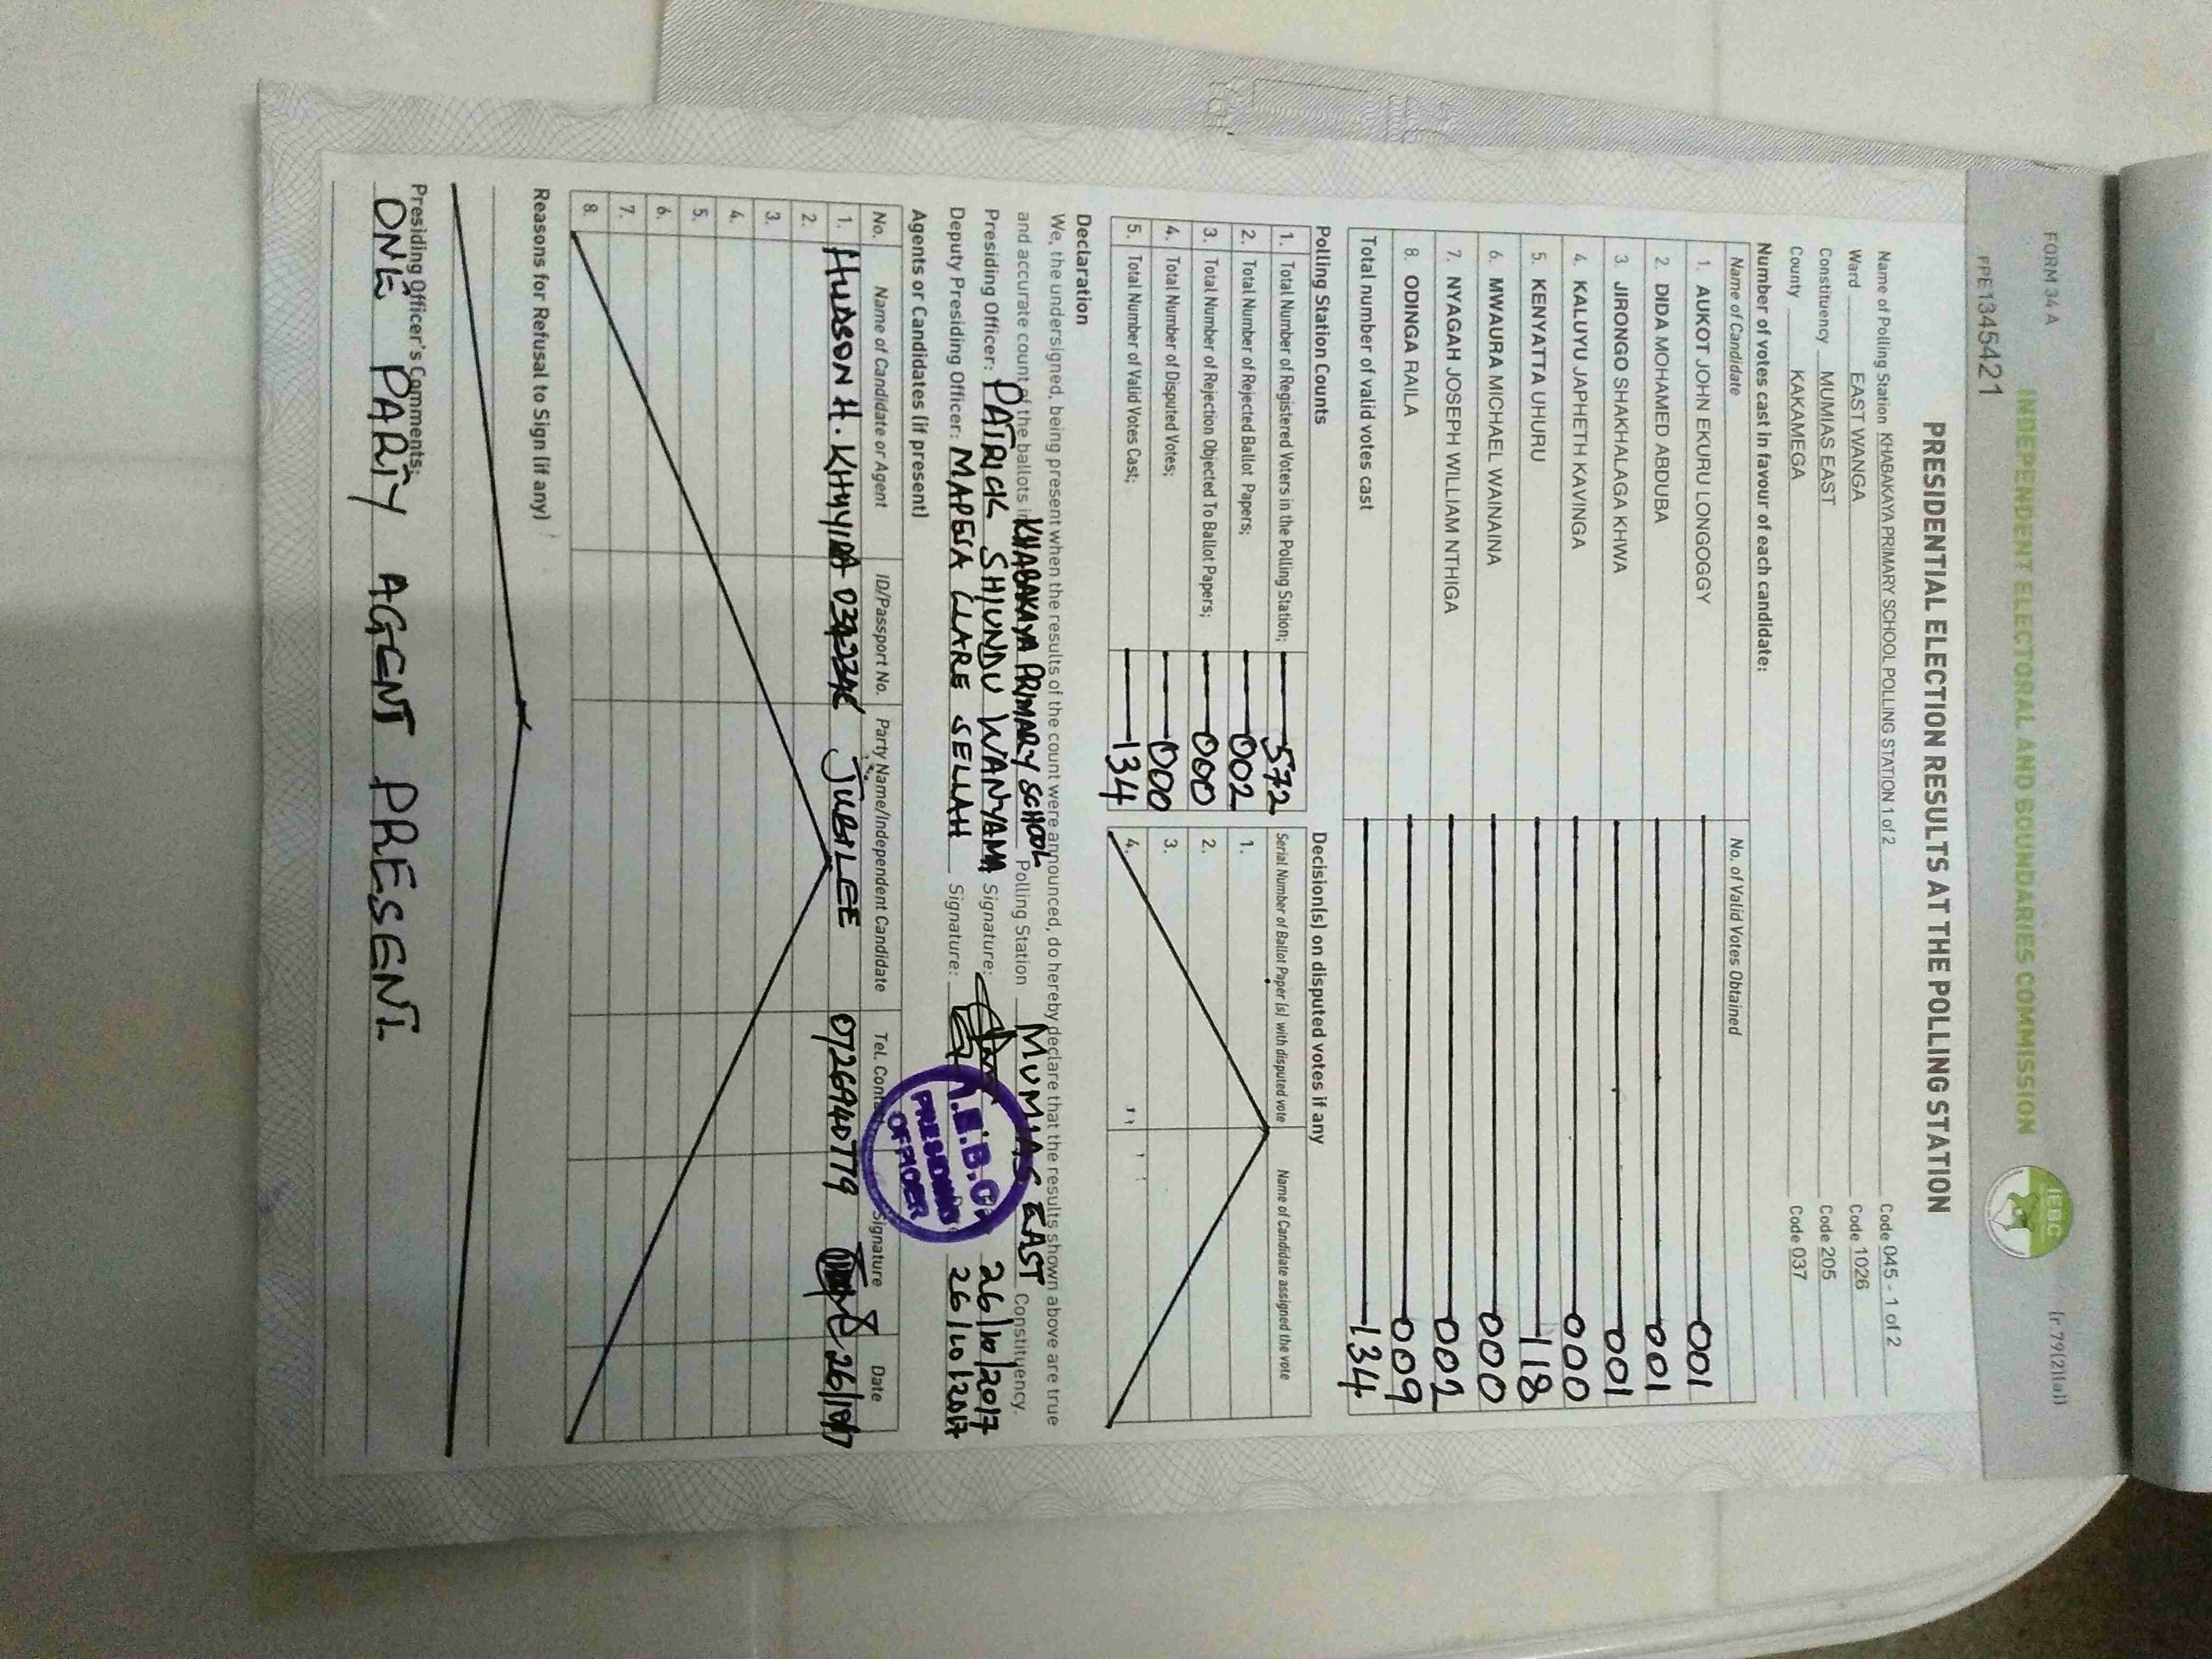 FORM 34 A
(r.79(2)(a))
INDEPENDENT ELECTORAL AND BOUNDARIES COMMISSION
IEBC
FPE1345421
PRESIDENTIAL ELECTION RESULTS AT THE POLLING STATION
Name of Polling Station KHABAKAYA PRIMARY SCHOOL POLLING STATION 1 of 2 Code 045 - 1 of 2
Ward EAST WANGA Code 1026
Constituency MUMIAS EAST Code 205
County KAKAMEGA Code 037
Number of votes cast in favour of each candidate:
Name of Candidate No. of Valid Votes Obtained
1. AUKOT JOHN EKURU LONGOGGY 001
2. DIDA MOHAMED ABDUBA 001
3. JIRONGO SHAKHALAGA KHWA 001
4. KALUYU JAPHETH KAVINGA 000
5. KENYATTA UHURU 118
6. MWAURA MICHAEL WAINAINA 000
7. NYAGAH JOSEPH WILLIAM NTHIGA 002
8. ODINGA RAILA 009
Total number of valid votes cast 134
Polling Station Counts
1. Total Number of Registered Voters in the Polling Station; 572
2. Total Number of Rejected Ballot Papers; 002
3. Total Number of Rejection Objected To Ballot Papers; 000
4. Total Number of Disputed Votes; 000
5. Total Number of Valid Votes Cast; 134
Decision(s) on disputed votes if any
Serial Number of Ballot Paper (s) with disputed vote Name of Candidate assigned the vote
1.
2.
3.
4.
Declaration
We, the undersigned, being present when the results of the count were announced, do hereby declare that the results shown above are true
and accurate count of the ballots in KHABAKAYA PRIMARY SCHOOL Polling Station MUMIAS EAST Constituency.
Presiding Officer: PATRICK SHIUNDU WANYAMA Signature: 26/10/2017
Deputy Presiding Officer: MAPESA CLARE SELLAH Signature: 26/10/2017
I.E.B.C.
PRESIDING
OFFICER
Agents or Candidates (if present)
No. Name of Candidate or Agent ID/Passport No. Party Name/Independent Candidate Tel. Contact Signature Date
1. HUDSON H. JUBILEE 26/10/17
2.
3.
4.
5.
6.
7.
8.
Reasons for Refusal to Sign (if any)
Presiding Officer's Comments;
ONE PARTY AGENT PRESENT.